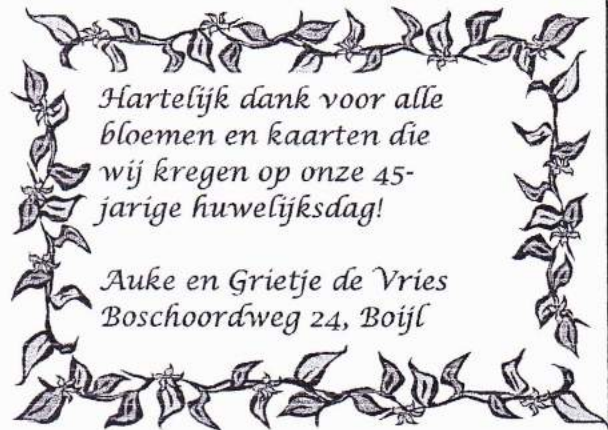 Hartelijk dank voor alle
bloemen en kaarten die
wij kregen op onze 45-
jarige huwelijksdag!
Auke en Grietje de Vries
Boschoordweg 24, Boijl